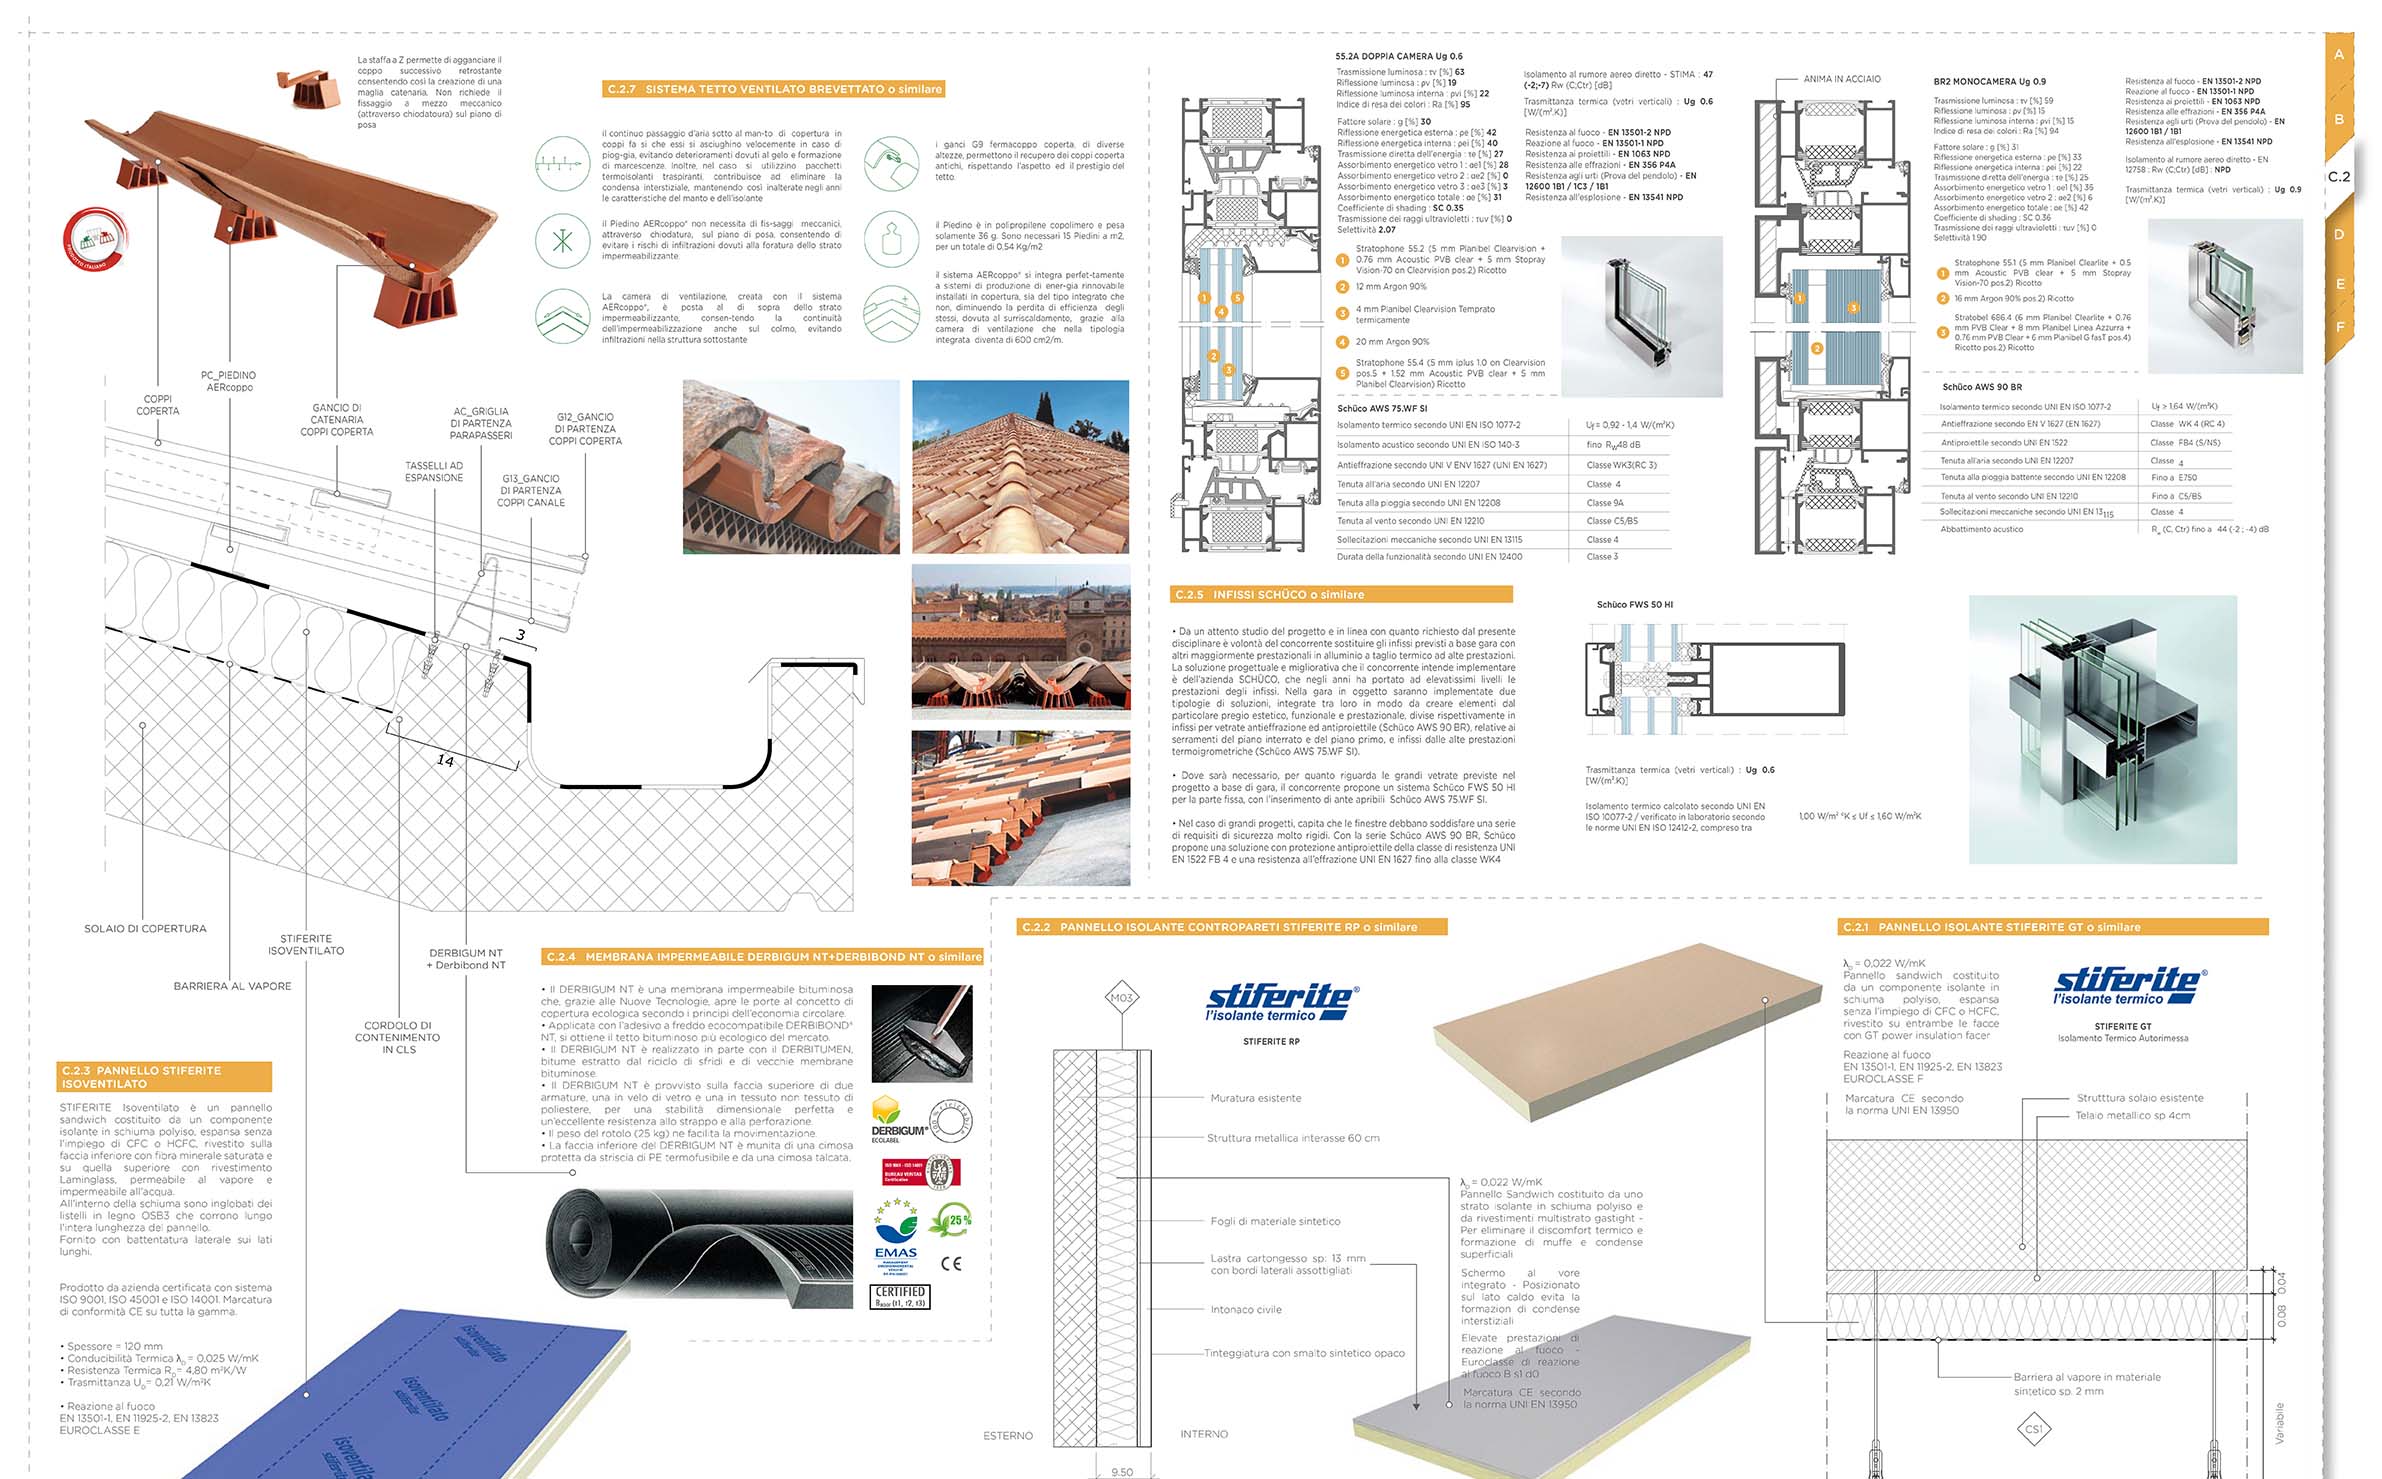 La staffa a Z permette di agganciare il
coppo successivo retrostante
consentendo così la creazione di una
maglia catenaria. Non richiede il
fissaggio a mezzo meccanico
(attraverso chiodatura) sul piano di
posa
PRODOTTO ITALIANO
C.2.7 SISTEMA TETTO VENTILATO BREVETTATO o similare
il continuo passaggio d'aria sotto al man-to di copertura in
coppi fa sì che essi si asciughino velocemente in caso di
piog-gia, evitando deterioramenti dovuti al gelo e formazione
di marcescenze. Inoltre, nel caso si utilizzino pacchetti
termoisolanti traspiranti, contribuisce ad eliminare la
condensa interstiziale, mantenendo così inalterate negli anni
le caratteristiche del manto e dell'isolante
il Piedino AERcoppo® non necessita di fis-saggi meccanici,
attraverso chiodatura, sul piano di posa, consentendo di
evitare i rischi di infiltrazioni dovuti alla foratura dello strato
impermeabilizzante.
La camera di ventilazione, creata con il sistema
AERcoppo®, è posta al di sopra dello strato
impermeabilizzante, consen-tendo la continuità
dell'impermeabilizzazione anche sul colmo, evitando
infiltrazioni nella struttura sottostante
i ganci G9 fermacoppo coperta, di diverse
altezze, permettono il recupero dei coppi coperta
antichi, rispettando l'aspetto ed il prestigio del
tetto.
il Piedino è in polipropilene copolimero e pesa
solamente 36 g. Sono necessari 15 Piedini a m2,
per un totale di 0.54 Kg/m2
il sistema AERcoppo® si integra perfet-tamente
a sistemi di produzione di ener-gia rinnovabile
installati in copertura, sia del tipo integrato che
non, diminuendo la perdita di efficienza degli
stessi, dovuta al surriscaldamento, grazie alla
camera di ventilazione che nella tipologia
integrata diventa di 600 cm2/m.
COPPI
COPERTA
PC_PIEDINO
AERcoppo
GANCIO DI
CATENARIA
COPPI COPERTA
AC_GRIGLIA
DI PARTENZA
PARAPASSERI
G12_GANCIO
DI PARTENZA
COPPI COPERTA
TASSELLI AD
ESPANSIONE
G13_GANCIO
DI PARTENZA
COPPI CANALE
3
14
SOLAIO DI COPERTURA
STIFERITE
ISOVENTILATO
DERBIGUM NT
+ Derbibond NT
BARRIERA AL VAPORE
CORDOLO DI
CONTENIMENTO
IN CLS
55.2A DOPPIA CAMERA Ug 0.6
Trasmissione luminosa : τv [%] 63
Riflessione luminosa : ρv [%] 19
Riflessione luminosa interna : ρvi [%] 22
Indice di resa dei colori : Ra [%] 95
Fattore solare : g [%] 30
Riflessione energetica esterna : ρe [%] 42
Riflessione energetica interna : ρei [%] 40
Trasmissione diretta dell'energia : τe [%] 27
Assorbimento energetico vetro 1 : αe1 [%] 28
Assorbimento energetico vetro 2 : αe2 [%] 0
Assorbimento energetico vetro 3 : αe3 [%] 3
Assorbimento energetico totale : αe [%] 31
Coefficiente di shading : SC 0.35
Trasmissione dei raggi ultravioletti : τuv [%] 0
Selettività 2.07
Isolamento al rumore aereo diretto - STIMA : 47
(-2;-7) Rw (C;Ctr) [dB]
Trasmittanza termica (vetri verticali) : Ug 0.6
[W/(m².K)]
Resistenza al fuoco - EN 13501-2 NPD
Reazione al fuoco - EN 13501-1 NPD
Resistenza ai proiettili - EN 1063 NPD
Resistenza alle effrazioni - EN 356 P4A
Resistenza agli urti (Prova del pendolo) - EN
12600 1B1 / 1C3 / 1B1
Resistenza all'esplosione - EN 13541 NPD
1 Stratophone 55.2 (5 mm Planibel Clearvision +
0.76 mm Acoustic PVB clear + 5 mm Stopray
Vision-70 on Clearvision pos.2) Ricotto
2 12 mm Argon 90%
3 4 mm Planibel Clearvision Temprato
termicamente
4 20 mm Argon 90%
5 Stratophone 55.4 (5 mm iplus 1.0 on Clearvision
pos.5 + 1.52 mm Acoustic PVB clear + 5 mm
Planibel Clearvision) Ricotto
1 5
4
2
3
Schüco AWS 75.WF SI
Isolamento termico secondo UNI EN ISO 1077-2 Uf = 0,92 - 1,4 W/(m²K)
Isolamento acustico secondo UNI EN ISO 140-3 fino RW 48 dB
Antieffrazione secondo UNI V ENV 1627 (UNI EN 1627) Classe WK3(RC 3)
Tenuta all'aria secondo UNI EN 12207 Classe 4
Tenuta alla pioggia secondo UNI EN 12208 Classe 9A
Tenuta al vento secondo UNI EN 12210 Classe C5/B5
Sollecitazioni meccaniche secondo UNI EN 13115 Classe 4
Durata della funzionalità secondo UNI EN 12400 Classe 3
ANIMA IN ACCIAIO
BR2 MONOCAMERA Ug 0.9
Trasmissione luminosa : τv [%] 59
Riflessione luminosa : ρv [%] 15
Riflessione luminosa interna : ρvi [%] 15
Indice di resa dei colori : Ra [%] 94
Fattore solare : g [%] 31
Riflessione energetica esterna : ρe [%] 33
Riflessione energetica interna : ρei [%] 22
Trasmissione diretta dell'energia : τe [%] 25
Assorbimento energetico vetro 1 : αe1 [%] 36
Assorbimento energetico vetro 2 : αe2 [%] 6
Assorbimento energetico totale : αe [%] 42
Coefficiente di shading : SC 0.36
Trasmissione dei raggi ultravioletti : τuv [%] 0
Selettività 1.90
Resistenza al fuoco - EN 13501-2 NPD
Reazione al fuoco - EN 13501-1 NPD
Resistenza ai proiettili - EN 1063 NPD
Resistenza alle effrazioni - EN 356 P4A
Resistenza agli urti (Prova del pendolo) - EN
12600 1B1 / 1B1
Resistenza all'esplosione - EN 13541 NPD
Isolamento al rumore aereo diretto - EN
12758 : Rw (C;Ctr) [dB] : NPD
Trasmittanza termica (vetri verticali) : Ug 0.9
[W/(m².K)]
1 Stratophone 55.1 (5 mm Planibel Clearlite + 0.5
mm Acoustic PVB clear + 5 mm Stopray
Vision-70 pos.2) Ricotto
2 16 mm Argon 90% pos.2) Ricotto
3 Stratobel 686.4 (6 mm Planibel Clearlite + 0.76
mm PVB Clear + 8 mm Planibel Linea Azzurra +
0.76 mm PVB Clear + 6 mm Planibel G fasT pos.4)
Ricotto pos.2) Ricotto
1
3
2
Schüco AWS 90 BR
Isolamento termico secondo UNI EN ISO 1077-2 Uf ≥ 1,64 W/(m²K)
Antieffrazione secondo EN V 1627 (EN 1627) Classe WK 4 (RC 4)
Antiproiettile secondo UNI EN 1522 Classe FB4 (S/NS)
Tenuta all'aria secondo UNI EN 12207 Classe 4
Tenuta alla pioggia battente secondo UNI EN 12208 Fino a E750
Tenuta al vento secondo UNI EN 12210 Fino a C5/B5
Sollecitazioni meccaniche secondo UNI EN 13115 Classe 4
Abbattimento acustico Rw (C, Ctr) fino a 44 (-2 ; -4) dB
A
B
C.2
D
E
F
C.2.5 INFISSI SCHÜCO o similare
• Da un attento studio del progetto e in linea con quanto richiesto dal presente
disciplinare è volontà del concorrente sostituire gli infissi previsti a base gara con
altri maggiormente prestazionali in alluminio a taglio termico ad alte prestazioni.
La soluzione progettuale e migliorativa che il concorrente intende implementare
è dell'azienda SCHÜCO, che negli anni ha portato ad elevatissimi livelli le
prestazioni degli infissi. Nella gara in oggetto saranno implementate due
tipologie di soluzioni, integrate tra loro in modo da creare elementi dal
particolare pregio estetico, funzionale e prestazionale, divise rispettivamente in
infissi per vetrate antieffrazione ed antiproiettile (Schüco AWS 90 BR), relative ai
serramenti del piano interrato e del piano primo, e infissi dalle alte prestazioni
termoigrometriche (Schüco AWS 75.WF SI).
• Dove sarà necessario, per quanto riguarda le grandi vetrate previste nel
progetto a base di gara, il concorrente propone un sistema Schüco FWS 50 HI
per la parte fissa, con l'inserimento di ante apribili Schüco AWS 75.WF SI.
• Nel caso di grandi progetti, capita che le finestre debbano soddisfare una serie
di requisiti di sicurezza molto rigidi. Con la serie Schüco AWS 90 BR, Schüco
propone una soluzione con protezione antiproiettile della classe di resistenza UNI
EN 1522 FB 4 e una resistenza all'effrazione UNI EN 1627 fino alla classe WK4
Schüco FWS 50 HI
Trasmittanza termica (vetri verticali) : Ug 0.6
[W/(m².K)]
Isolamento termico calcolato secondo UNI EN
ISO 10077-2 / verificato in laboratorio secondo
le norme UNI EN ISO 12412-2, compreso tra
1,00 W/m² °K ≤ Uf ≤ 1,60 W/m²K
C.2.3 PANNELLO STIFERITE
ISOVENTILATO
STIFERITE Isoventilato è un pannello
sandwich costituito da un componente
isolante in schiuma polyiso, espansa senza
l'impiego di CFC o HCFC, rivestito sulla
faccia inferiore con fibra minerale saturata e
su quella superiore con rivestimento
Laminglass, permeabile al vapore e
impermeabile all'acqua.
All'interno della schiuma sono inglobati dei
listelli in legno OSB3 che corrono lungo
l'intera lunghezza del pannello.
Fornito con battentatura laterale sui lati
lunghi.
Prodotto da azienda certificata con sistema
ISO 9001, ISO 45001 e ISO 14001. Marcatura
di conformità CE su tutta la gamma.
• Spessore = 120 mm
• Conducibilità Termica λD = 0,025 W/mK
• Resistenza Termica RD = 4,80 m²K/W
• Trasmittanza UD = 0,21 W/m²K
• Reazione al fuoco
EN 13501-1, EN 11925-2, EN 13823
EUROCLASSE E
isoventilato
stiferite
isoventilato
stiferite
isoventilato
stiferite
C.2.4 MEMBRANA IMPERMEABILE DERBIGUM NT+DERBIBOND NT o similare
• Il DERBIGUM NT è una membrana impermeabile bituminosa
che, grazie alle Nuove Tecnologie, apre le porte al concetto di
copertura ecologica secondo i principi dell'economia circolare.
• Applicata con l'adesivo a freddo ecocompatibile DERBIBOND®
NT, si ottiene il tetto bituminoso più ecologico del mercato.
• Il DERBIGUM NT è realizzato in parte con il DERBITUMEN,
bitume estratto dal riciclo di sfridi e di vecchie membrane
bituminose.
• Il DERBIGUM NT è provvisto sulla faccia superiore di due
armature, una in velo di vetro e una in tessuto non tessuto di
poliestere, per una stabilità dimensionale perfetta e
un'eccellente resistenza allo strappo e alla perforazione.
• Il peso del rotolo (25 kg) ne facilita la movimentazione.
• La faccia inferiore del DERBIGUM NT è munita di una cimosa
protetta da striscia di PE termofusibile e da una cimosa talcata.
DERBIGUM®
ECOLABEL
100 % riciclabile
ISO 9001 - ISO 14001
BUREAU VERITAS
Certification
25 %
EMAS
CE
CERTIFIED
BROOF (t1, t2, t3)
C.2.2 PANNELLO ISOLANTE CONTROPARETI STIFERITE RP o similare
M03
stiferite®
l'isolante termico
STIFERITE RP
Muratura esistente
Struttura metallica interasse 60 cm
Fogli di materiale sintetico
Lastra cartongesso sp: 13 mm
con bordi laterali assottigliati
Intonaco civile
Tinteggiatura con smalto sintetico opaco
ESTERNO
INTERNO
9.50
λD = 0,022 W/mK
Pannello Sandwich costituito da uno
strato isolante in schiuma polyiso e
da rivestimenti multistrato gastight -
Per eliminare il discomfort termico e
formazione di muffe e condense
superficiali
Schermo al vore
integrato - Posizionato
sul lato caldo evita la
formazion di condense
interstiziali
Elevate prestazioni di
reazione al fuoco -
Euroclasse di reazione
al fuoco B s1 d0
Marcatura CE secondo
la norma UNI EN 13950
C.2.1 PANNELLO ISOLANTE STIFERITE GT o similare
λD = 0,022 W/mK
Pannello sandwich costituito
da un componente isolante in
schiuma polyiso, espansa
senza l'impiego di CFC o HCFC,
rivestito su entrambe le facce
con GT power insulation facer
Reazione al fuoco
EN 13501-1, EN 11925-2, EN 13823
EUROCLASSE F
Marcatura CE secondo
la norma UNI EN 13950
stiferite®
l'isolante termico
STIFERITE GT
Isolamento Termico Autorimessa
Strutttura solaio esistente
Telaio metallico sp 4cm
0.04
0.08
Barriera al vapore in materiale
sintetico sp. 2 mm
CS1
Variabile